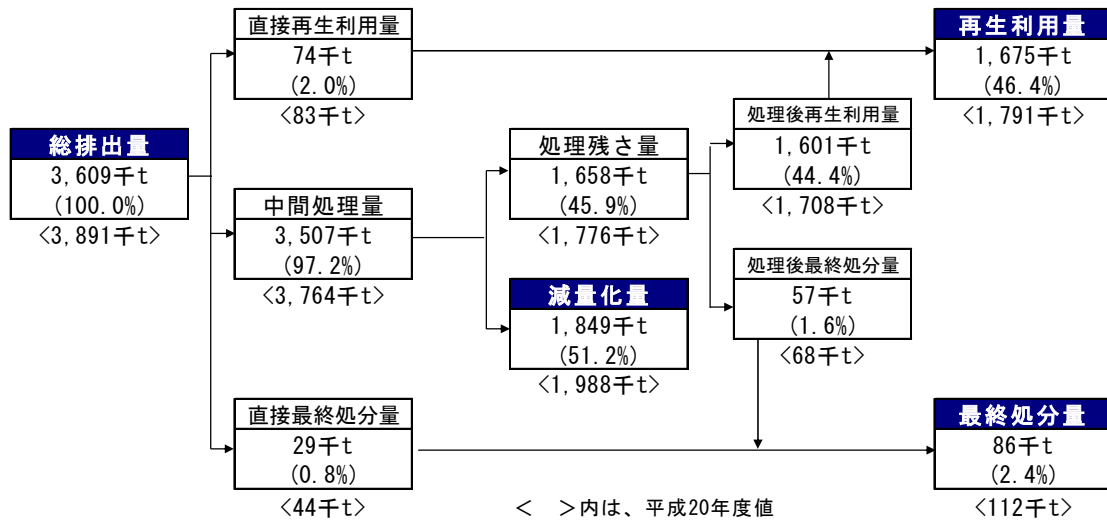 直接再生利用量
74千t
(2.0%)
<83千t>
再生利用量
1,675千t
(46.4%)
<1,791千t>
総排出量
3,609千t
(100.0%)
<3,891千t>
処理残さ量
1,658千t
(45.9%)
<1,776千t>
処理後再生利用量
1,601千t
(44.4%)
<1,708千t>
中間処理量
3,507千t
(97.2%)
<3,764千t>
減量化量
1,849千t
(51.2%)
<1,988千t>
処理後最終処分量
57千t
(1.6%)
<68千t>
直接最終処分量
29千t
(0.8%)
<44千t>
最終処分量
86千t
(2.4%)
<112千t>
<　>内は、平成20年度値